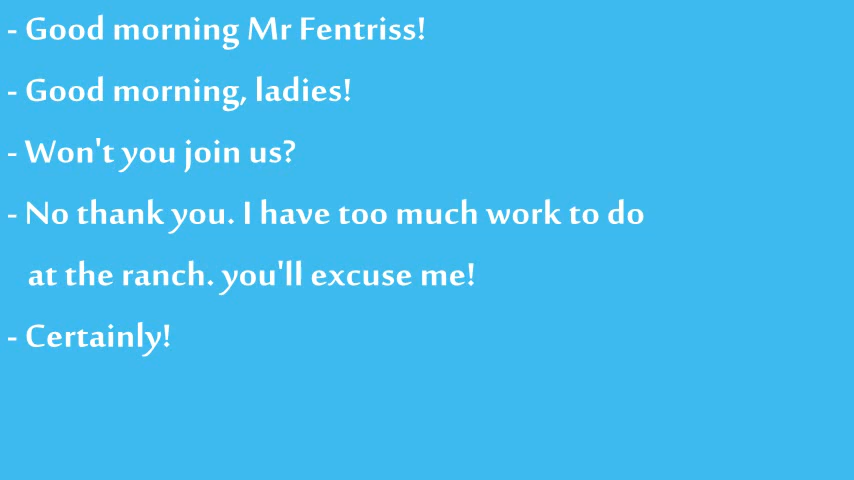 - Good morning Mr Fentriss!
- Good morning, ladies!
- Won't you join us?
- No thank you. I have too much work to do
at the ranch. you'll excuse me!
- Certainly!